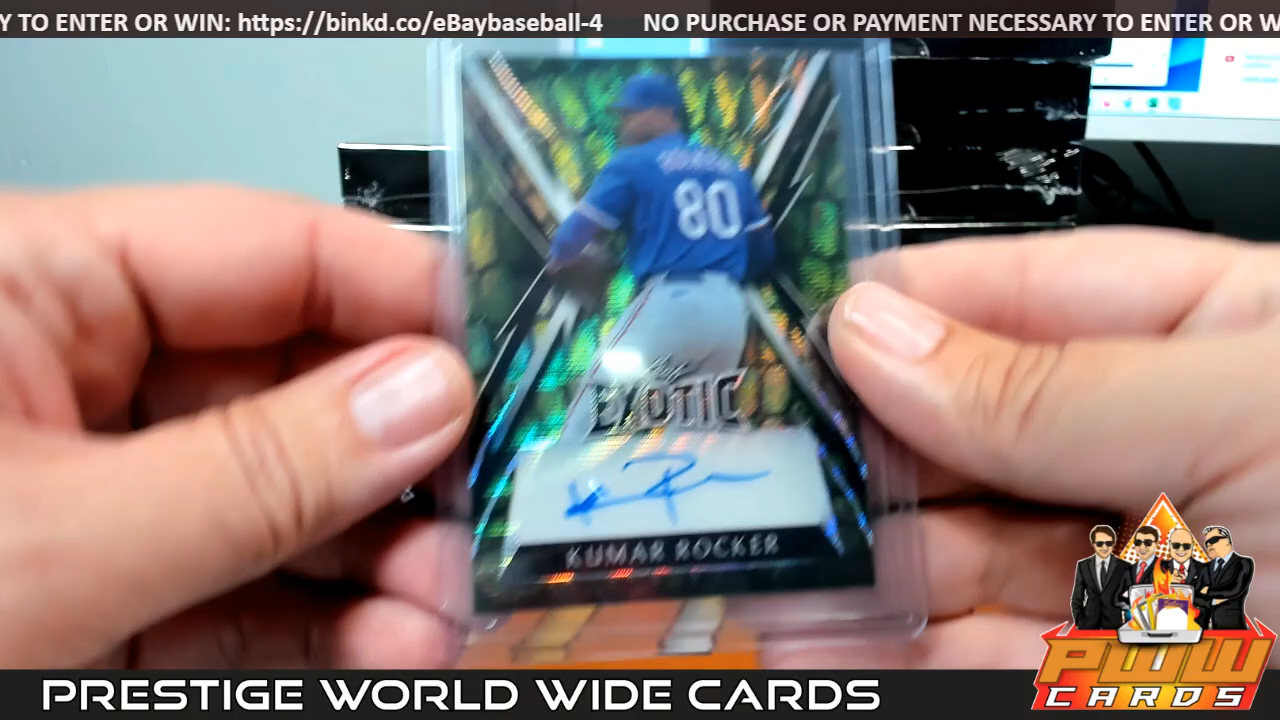 Y TO ENTER OR WIN: https://binkd.co/eBaybaseball-4 NO PURCHASE OR PAYMENT NECESSARY TO ENTER OR W
80
EXOTIC
KUMAR ROCKER
PRESTIGE WORLD WIDE CARDS
PWW
CARDS